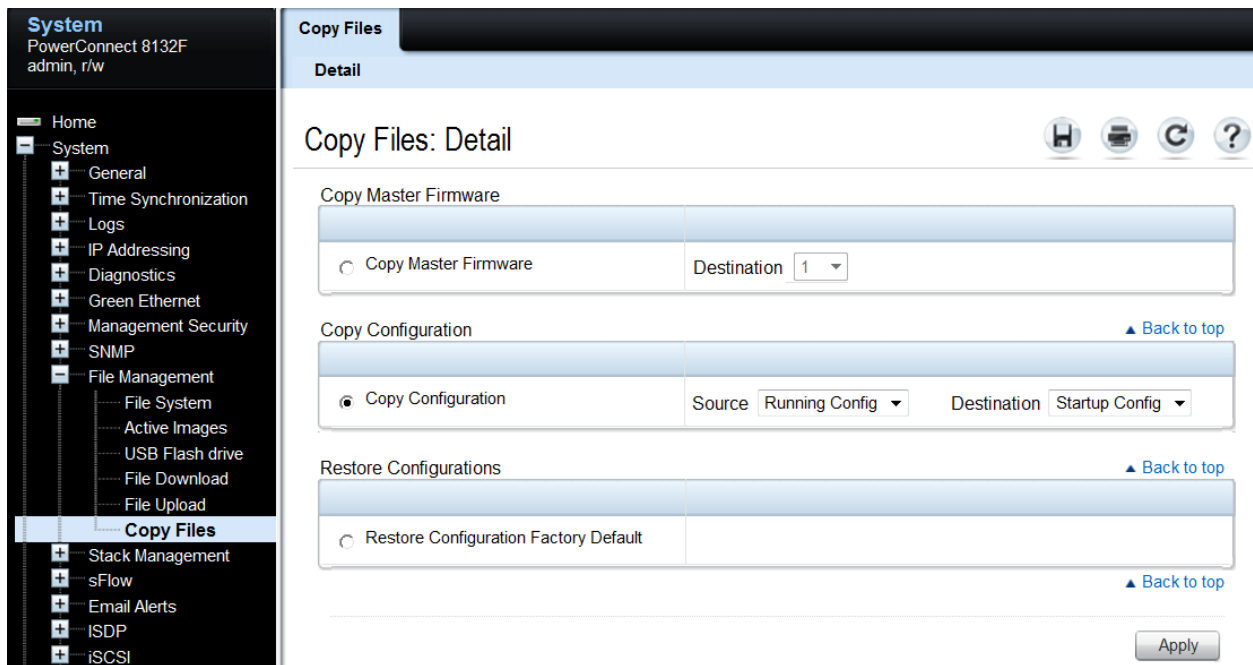 System
PowerConnect 8132F
admin, r/w
Home
System
General
Time Synchronization
Logs
IP Addressing
Diagnostics
Green Ethernet
Management Security
SNMP
File Management
File System
Active Images
USB Flash drive
File Download
File Upload
Copy Files
Stack Management
sFlow
Email Alerts
ISDP
iSCSI
Copy Files
Detail
Copy Files: Detail
Copy Master Firmware
Copy Master Firmware Destination 1
Copy Configuration Back to top
Copy Configuration Source Running Config Destination Startup Config
Restore Configurations Back to top
Restore Configuration Factory Default
Back to top
Apply